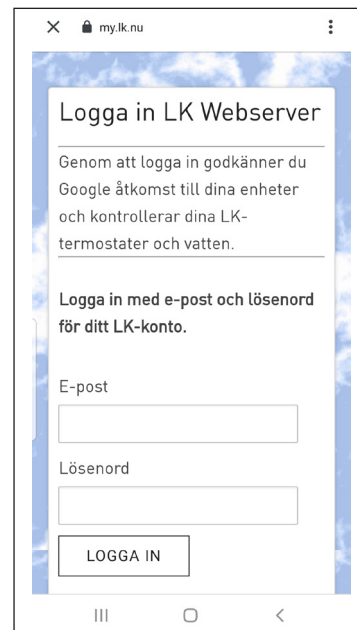 my.lk.nu
Logga in LK Webserver
Genom att logga in godkänner du
Google åtkomst till dina enheter
och kontrollerar dina LK-
termostater och vatten.
Logga in med e-post och lösenord
för ditt LK-konto.
E-post
Lösenord
LOGGA IN